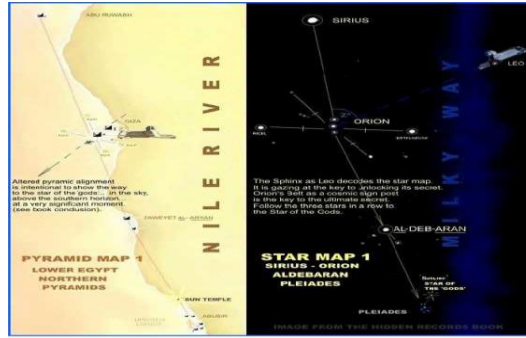 ABU RUWASH
GIZA
NILE RIVER
Altered pyramic alignment
is intentional to show the way
to the star of the gods... in the sky,
above the southern horizon...
at a very significant moment.
(see book conclusion).
ZAWEYET AL-ARYAN
PYRAMID MAP 1
LOWER EGYPT
NORTHERN
PYRAMIDS
SUN TEMPLE
ABUSIR
SIRIUS
LEO
ORION
MILKY WAY
The Sphinx as Leo decodes the star map.
It is gazing at the key to unlocking its secret.
Orion's Belt as a cosmic sign post
is the key to the ultimate secret.
Follow the three stars in a row to
the Star of the Gods.
AL-DEB-ARAN
STAR MAP 1
SIRIUS - ORION
ALDEBARAN
PLEIADES
STAR OF
THE 'GODS'
PLEIADES
IMAGE FROM THE HIDDEN RECORDS BOOK